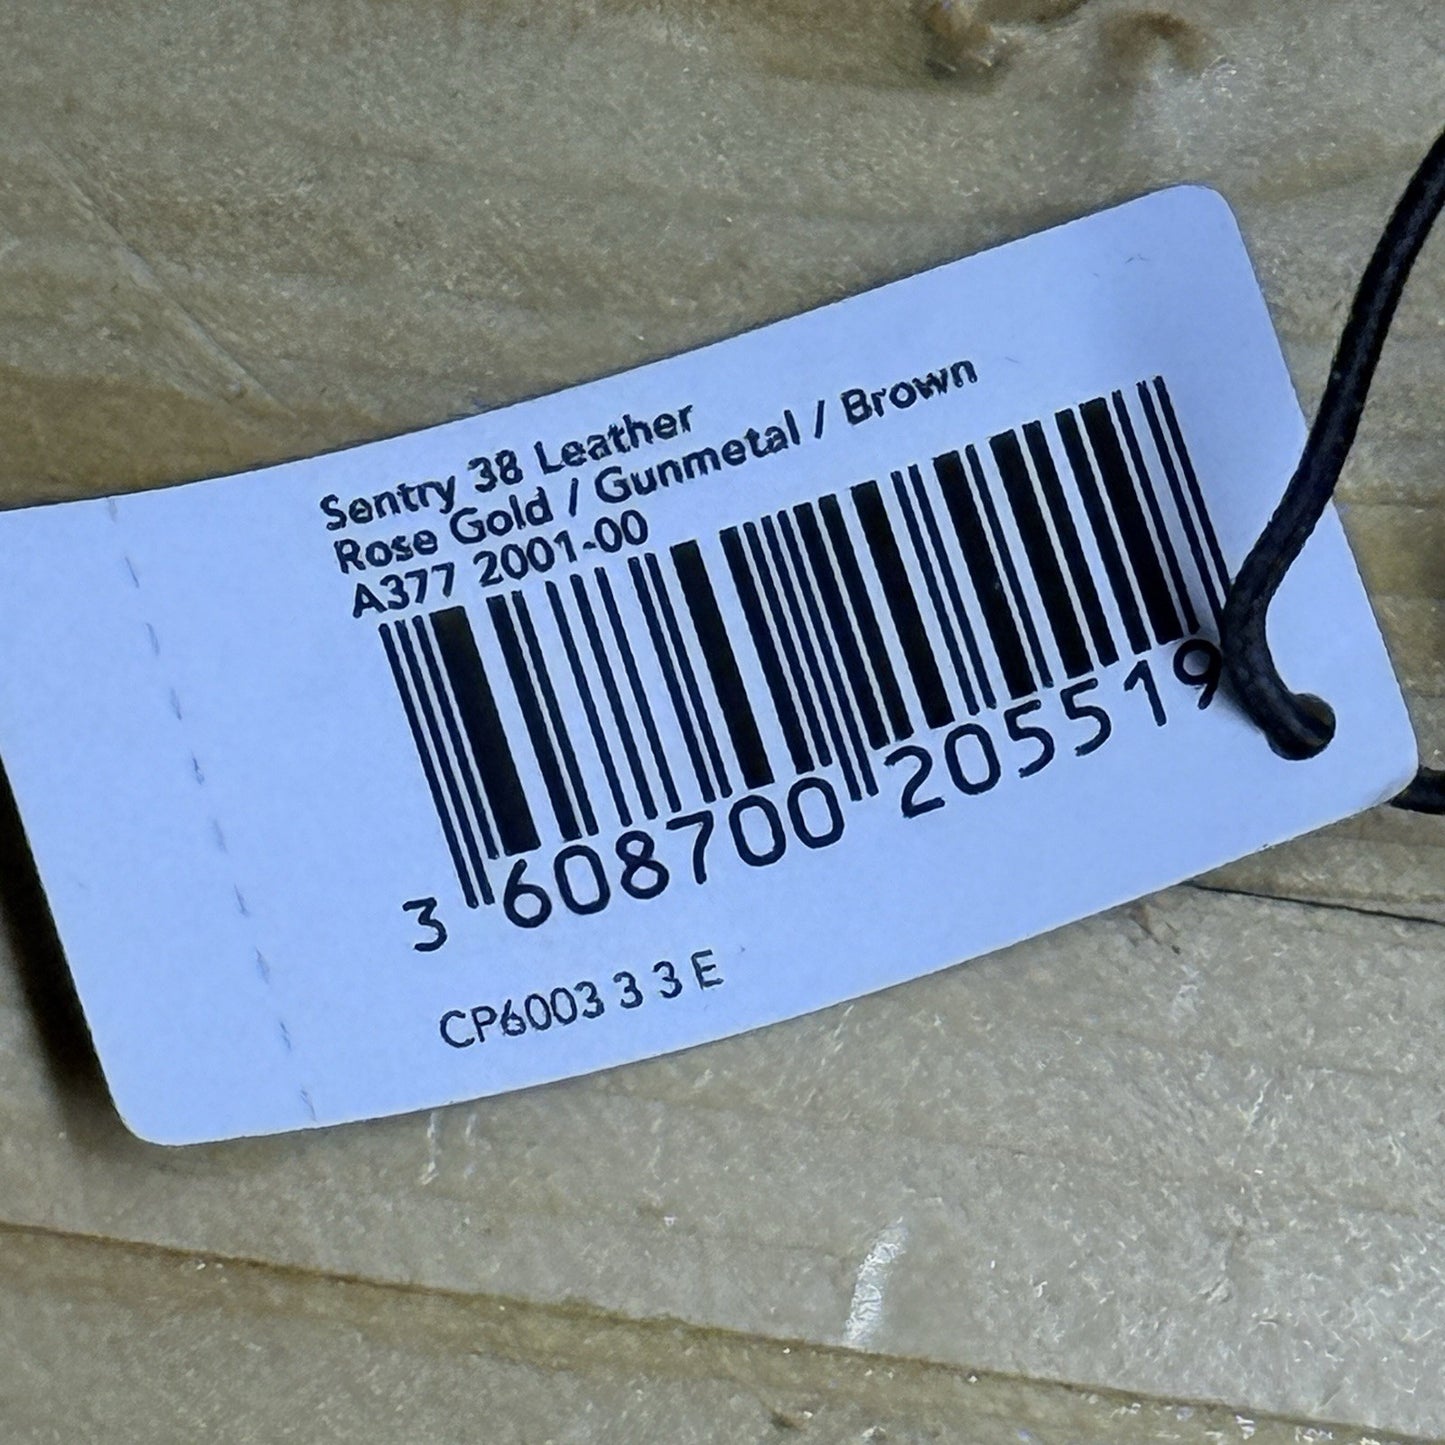 Sentry 38 Leather
Rose Gold / Gunmetal / Brown
A377 2001-00
3 608700 205519
CP6003 3 3 E